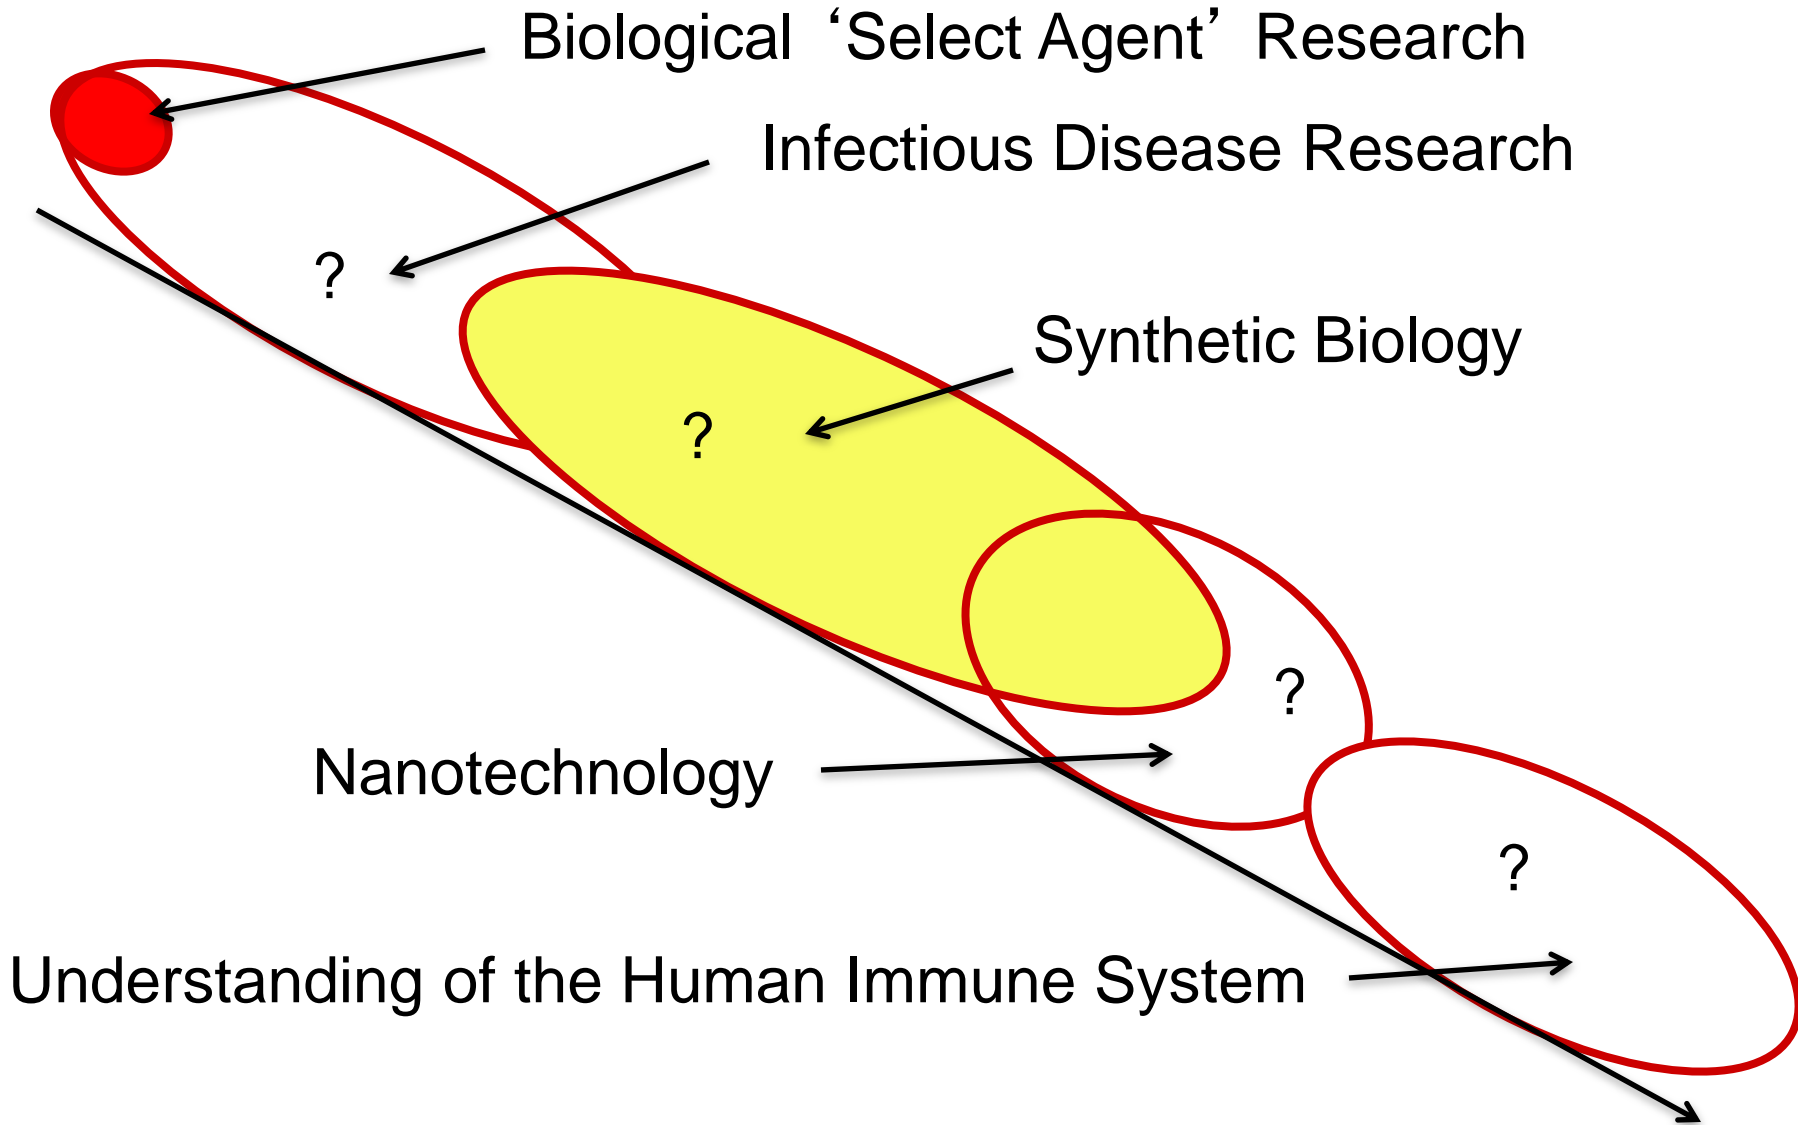 Biological ‘Select Agent’ Research
Infectious Disease Research
?
Synthetic Biology
?
?
Nanotechnology
?
Understanding of the Human Immune System